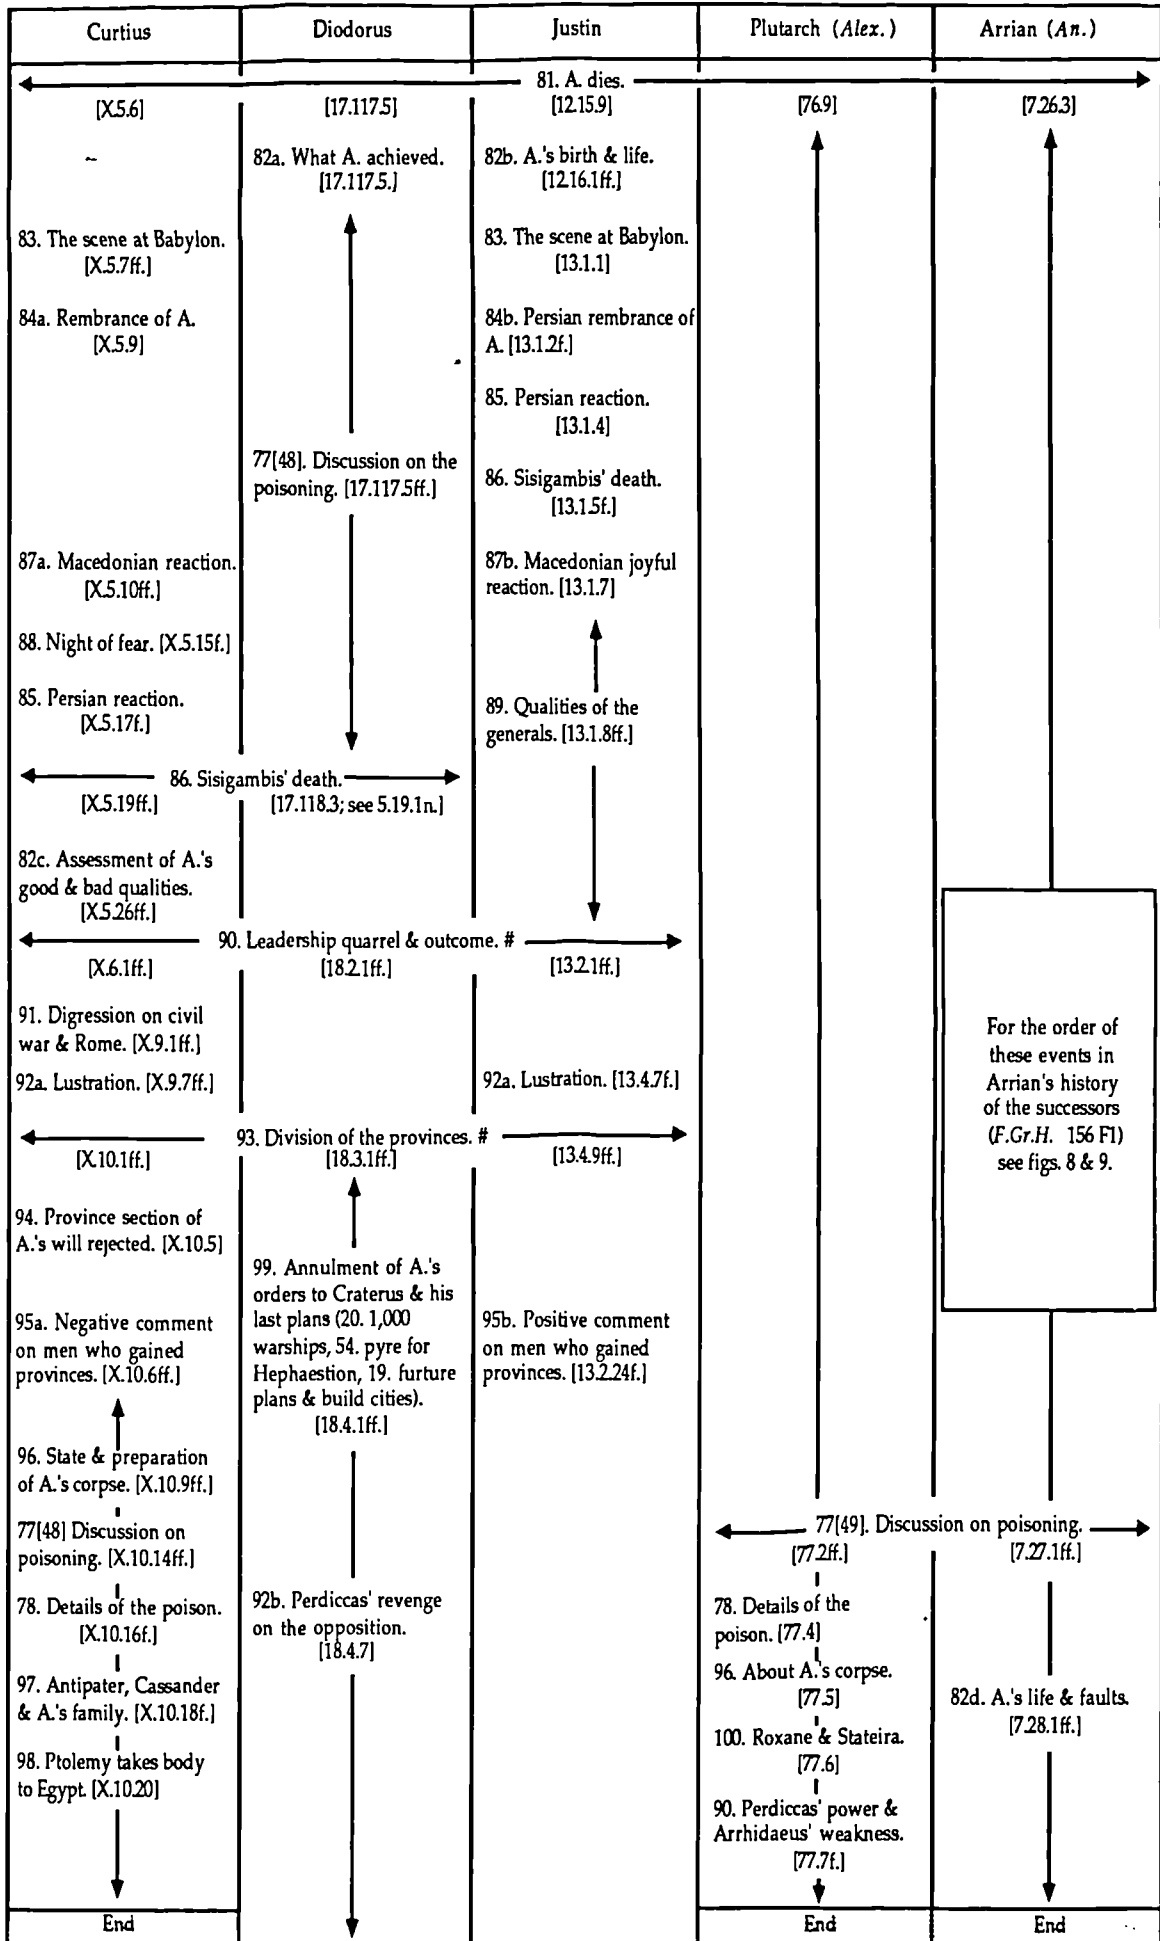 Curtius
Diodorus
Justin
Plutarch (Alex.)
Arrian (An.)
81. A. dies.
[X.5.6]
[17.117.5]
[12.15.9]
[76.9]
[7.26.3]
~
82a. What A. achieved.
[17.117.5.]
82b. A.'s birth & life.
[12.16.1ff.]
83. The scene at Babylon.
[X.5.7ff.]
83. The scene at Babylon.
[13.1.1]
84a. Rembrance of A.
[X.5.9]
84b. Persian rembrance of
A. [13.1.2f.]
85. Persian reaction.
[13.1.4]
77[48]. Discussion on the
poisoning. [17.117.5ff.]
86. Sisigambis' death.
[13.1.5f.]
87a. Macedonian reaction.
[X.5.10ff.]
87b. Macedonian joyful
reaction. [13.1.7]
88. Night of fear. [X.5.15f.]
85. Persian reaction.
[X.5.17f.]
89. Qualities of the
generals. [13.1.8ff.]
86. Sisigambis' death.
[X.5.19ff.]
[17.118.3; see 5.19.1n.]
82c. Assessment of A.'s
good & bad qualities.
[X.5.26ff.]
90. Leadership quarrel & outcome. #
[X.6.1ff.]
[18.2.1ff.]
[13.2.1ff.]
91. Digression on civil
war & Rome. [X.9.1ff.]
92a. Lustration. [X.9.7ff.]
92a. Lustration. [13.4.7f.]
For the order of
these events in
Arrian's history
of the successors
(F.Gr.H. 156 F1)
see figs. 8 & 9.
93. Division of the provinces. #
[X.10.1ff.]
[18.3.1ff.]
[13.4.9ff.]
94. Province section of
A.'s will rejected. [X.10.5]
99. Annulment of A.'s
orders to Craterus & his
last plans (20. 1,000
warships, 54. pyre for
Hephaestion, 19. furture
plans & build cities).
[18.4.1ff.]
95a. Negative comment
on men who gained
provinces. [X.10.6ff.]
95b. Positive comment
on men who gained
provinces. [13.2.24f.]
96. State & preparation
of A.'s corpse. [X.10.9ff.]
77[48] Discussion on
poisoning. [X.10.14ff.]
77[49]. Discussion on poisoning.
[77.2ff.]
[7.27.1ff.]
78. Details of the poison.
[X.10.16f.]
92b. Perdiccas' revenge
on the opposition.
[18.4.7]
78. Details of the
poison. [77.4]
97. Antipater, Cassander
& A.'s family. [X.10.18f.]
96. About A.'s corpse.
[77.5]
82d. A.'s life & faults.
[7.28.1ff.]
98. Ptolemy takes body
to Egypt. [X.10.20]
100. Roxane & Stateira.
[77.6]
90. Perdiccas' power &
Arrhidaeus' weakness.
[77.7f.]
End
End
End